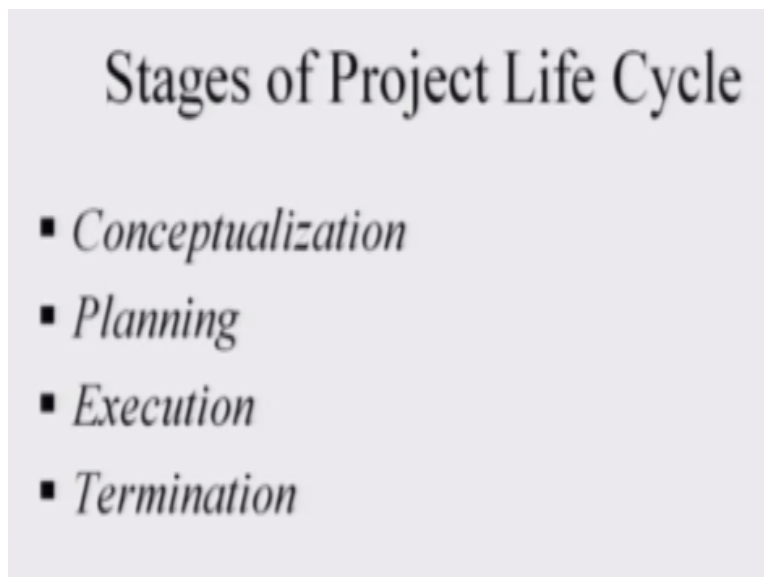 Stages of Project Life Cycle
▪ Conceptualization
▪ Planning
▪ Execution
▪ Termination